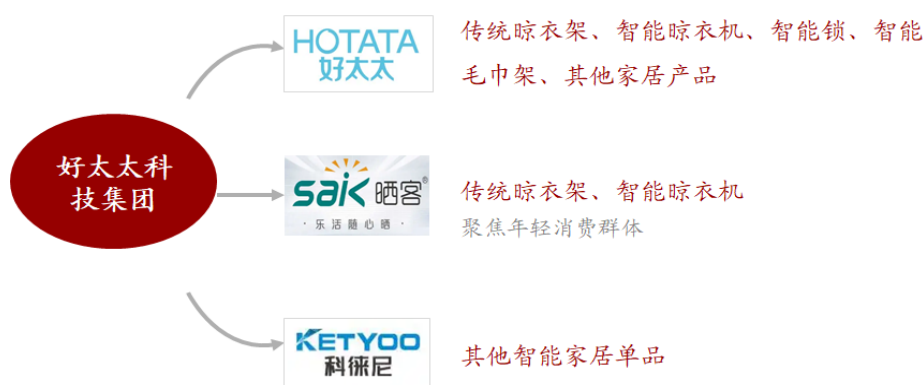 HOTATA
好太太
传统晾衣架、智能晾衣机、智能锁、智能
毛巾架、其他家居产品
好太太科
技集团
saik 晒客®
·乐活随心晒·
传统晾衣架、智能晾衣机
聚焦年轻消费群体
KETYOO
科徕尼
其他智能家居单品